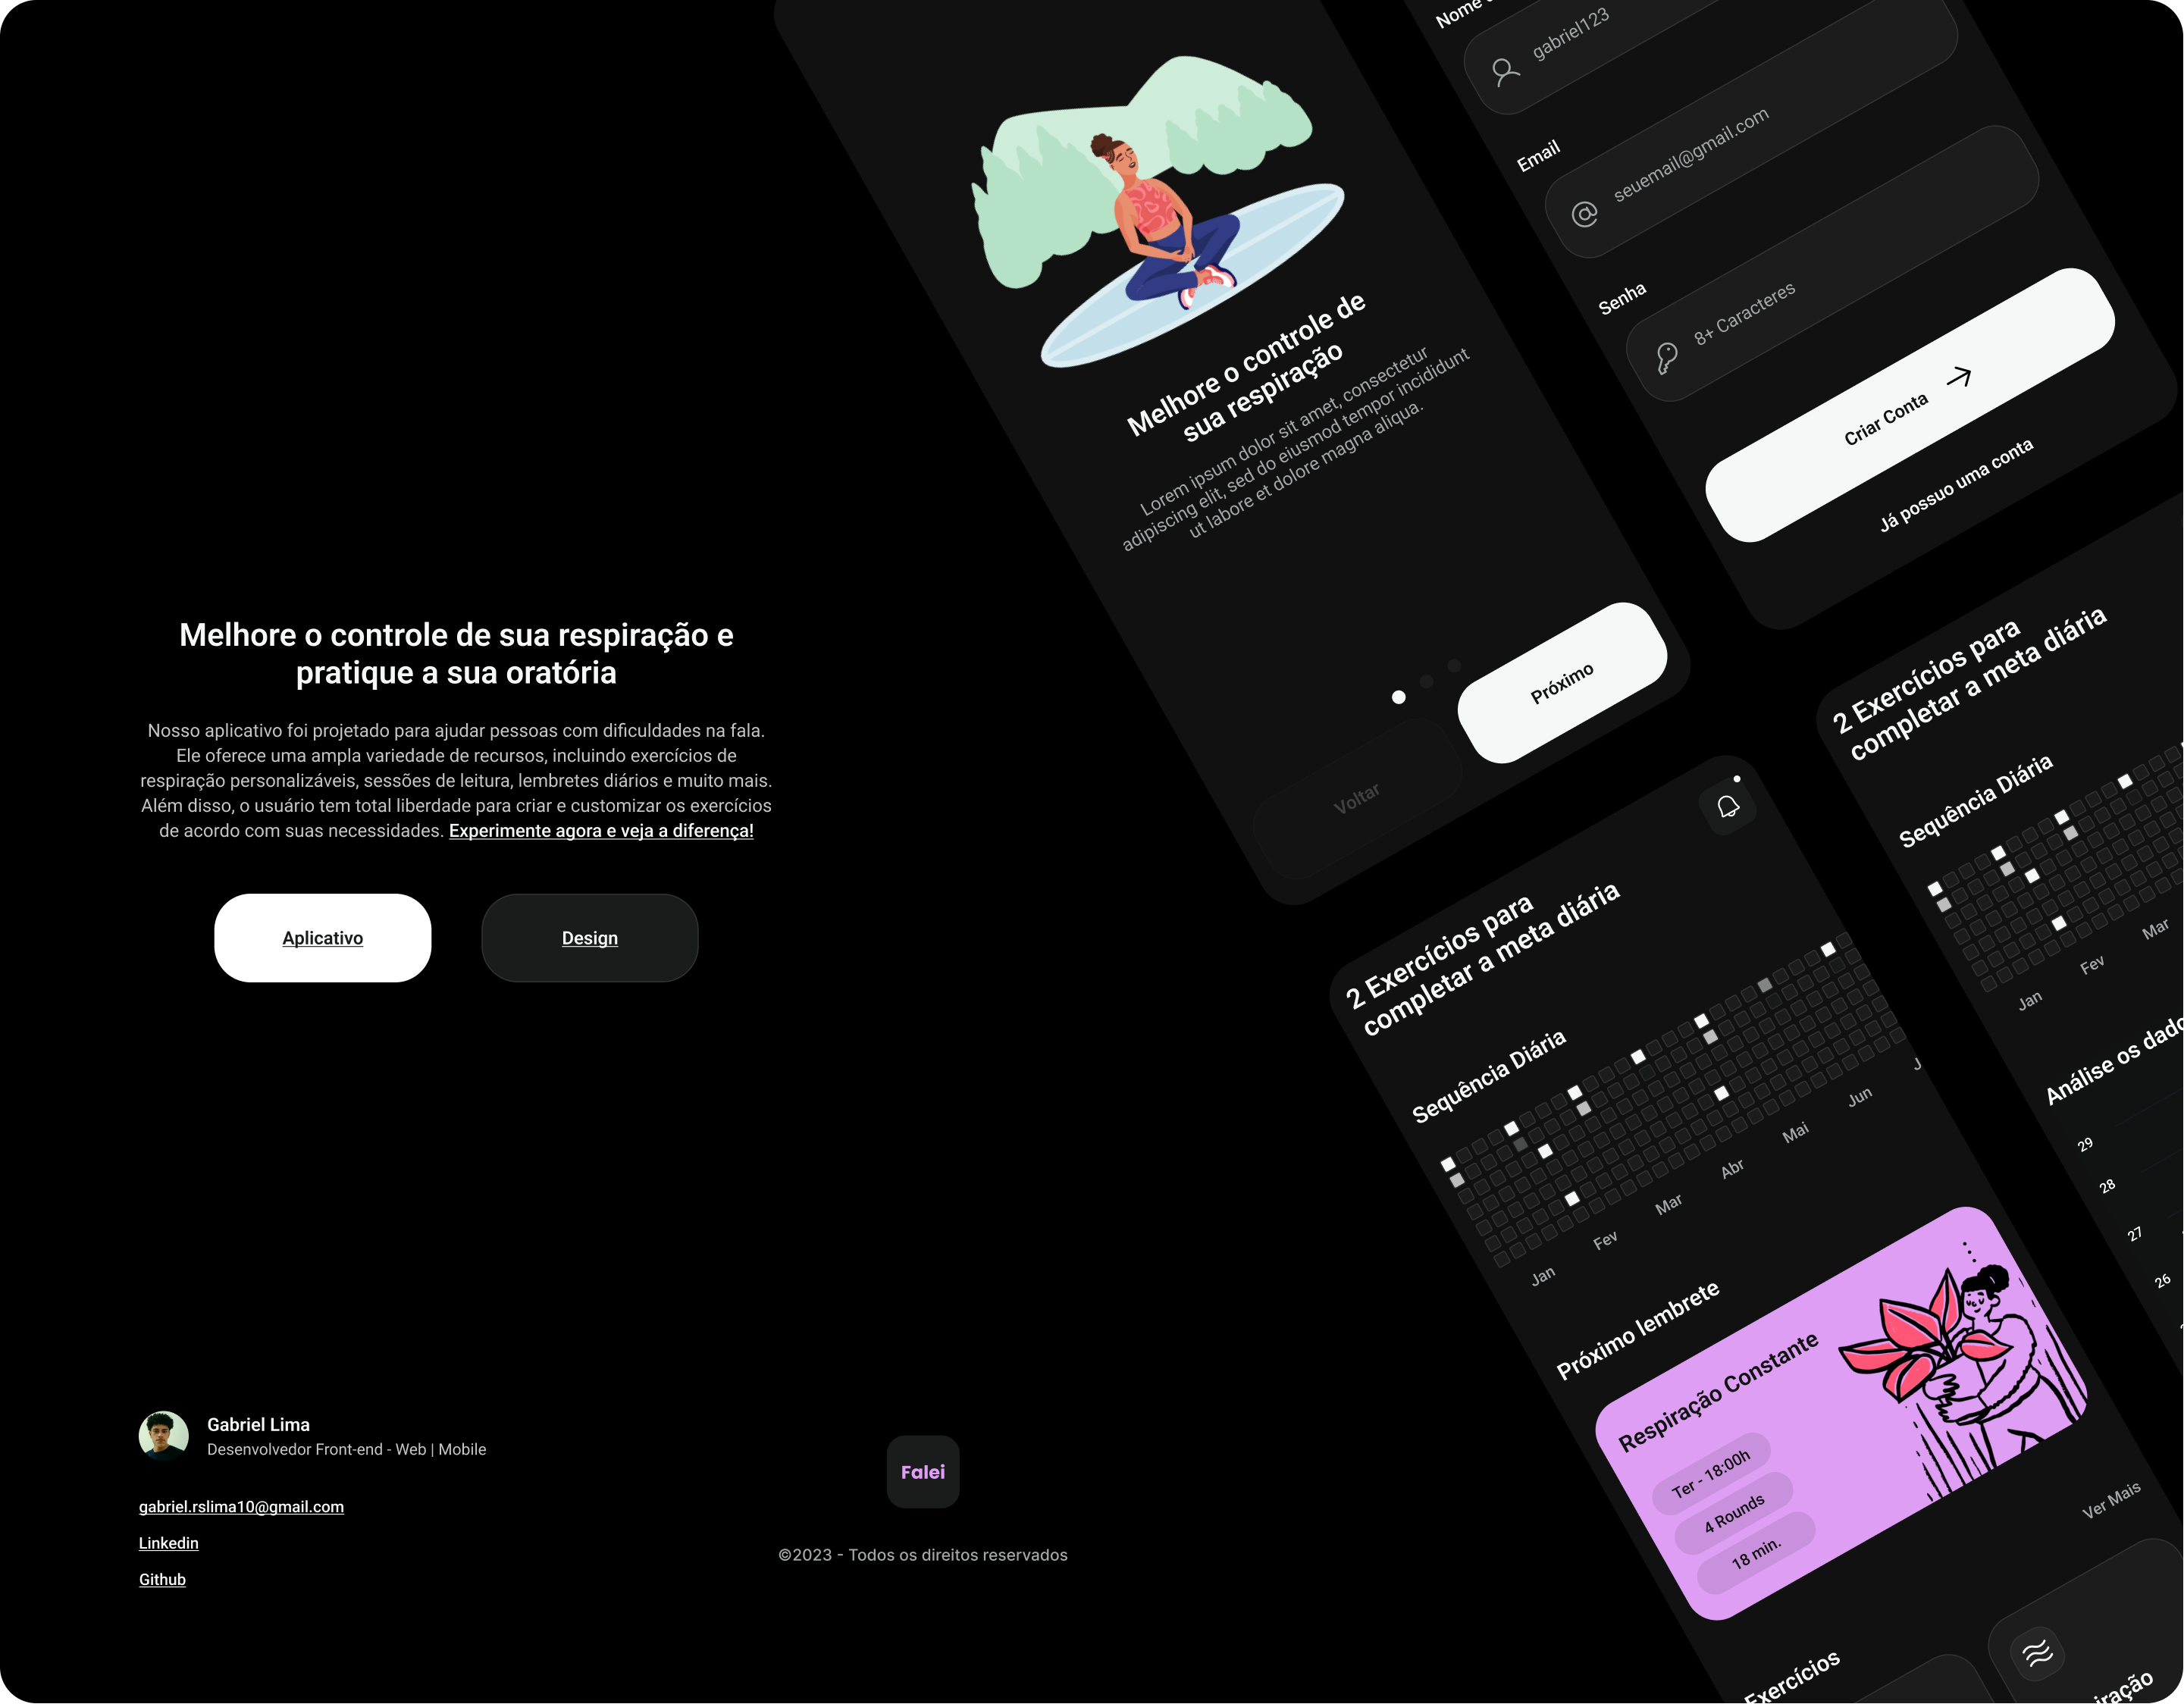 Melhore o controle de sua respiração e
pratique a sua oratória
Nosso aplicativo foi projetado para ajudar pessoas com dificuldades na fala.
Ele oferece uma ampla variedade de recursos, incluindo exercícios de
respiração personalizáveis, sessões de leitura, lembretes diários e muito mais.
Além disso, o usuário tem total liberdade para criar e customizar os exercícios
de acordo com suas necessidades. Experimente agora e veja a diferença!
Aplicativo
Design
Gabriel Lima
Desenvolvedor Front-end - Web | Mobile
gabriel.rslima10@gmail.com
Linkedin
Github
Falei
©2023 - Todos os direitos reservados
Melhore o controle de
sua respiração
Lorem ipsum dolor sit amet, consectetur
adipiscing elit, sed do eiusmod tempor incididunt
ut labore et dolore magna aliqua.
Voltar
Próximo
Nome
gabriel123
Email
seuemail@gmail.com
Senha
8+ Caracteres
Criar Conta
Já possuo uma conta
2 Exercícios para
completar a meta diária
Sequência Diária
Jan
Fev
Mar
Abr
Mai
Jun
J
Próximo lembrete
Respiração Constante
Ter - 18:00h
4 Rounds
18 min.
Ver Mais
Exercícios
iração
2 Exercícios para
completar a meta diária
Sequência Diária
Jan
Fev
Mar
Análise os dado
29
28
27
26